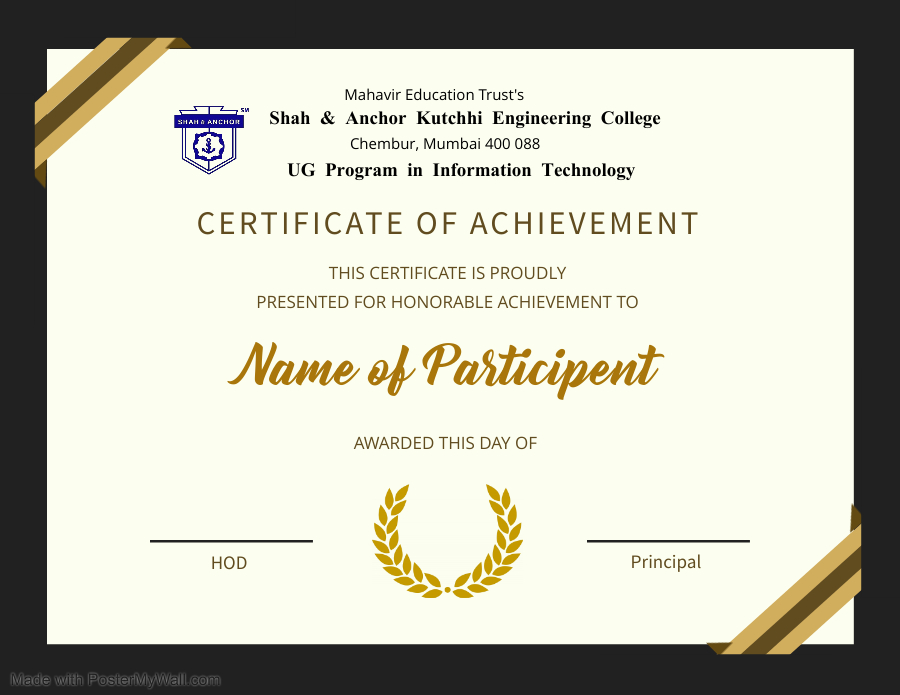 Mahavir Education Trust's
SHAH & ANCHOR SM
Shah & Anchor Kutchhi Engineering College
Chembur, Mumbai 400 088
UG Program in Information Technology
CERTIFICATE OF ACHIEVEMENT
THIS CERTIFICATE IS PROUDLY
PRESENTED FOR HONORABLE ACHIEVEMENT TO
Name of Participent
AWARDED THIS DAY OF
HOD
Principal
Made with PosterMyWall.com